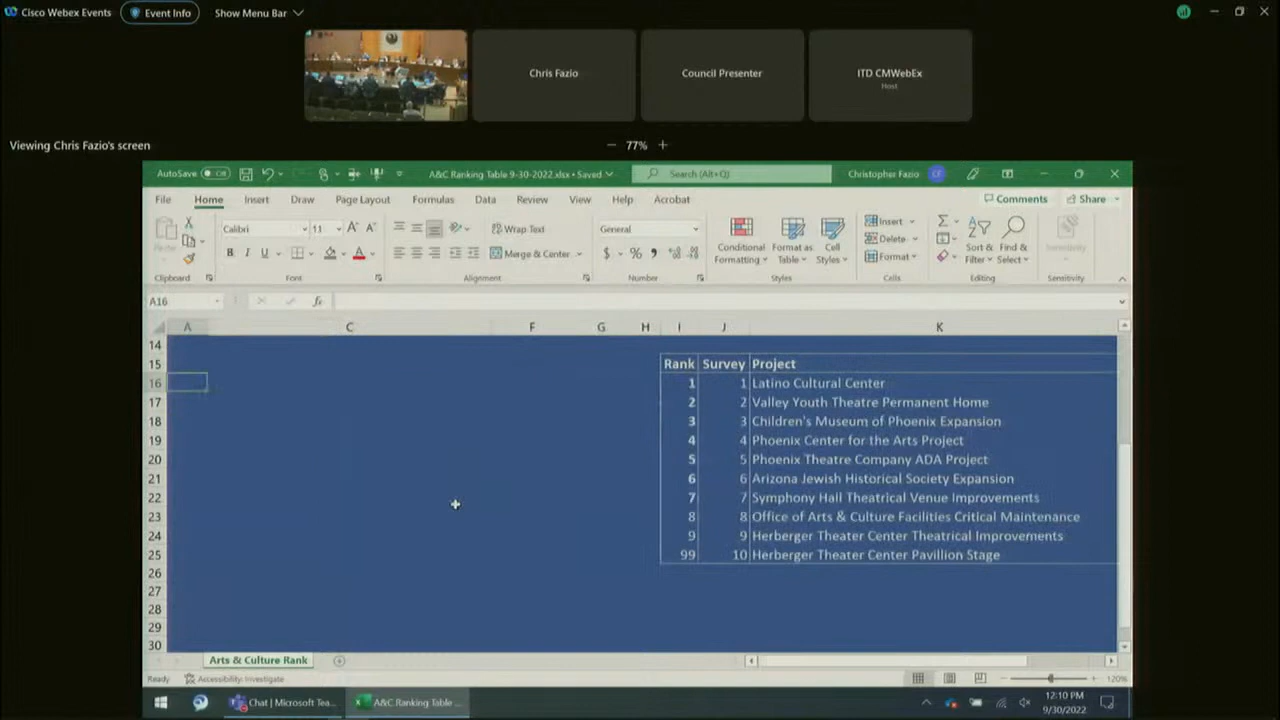 Cisco Webex Events Event Info Show Menu Bar
Chris Fazio
Council Presenter
ITD CMWebEx
Host
Viewing Chris Fazio's screen
77%
AutoSave Off A&C Ranking Table 9-30-2022.xlsx • Saved Search (Alt+Q) Christopher Fazio CF
File Home Insert Draw Page Layout Formulas Data Review View Help Acrobat Comments Share
Paste Calibri 11 Wrap Text General Conditional Formatting Format as Table Cell Styles Insert Sort & Filter Find & Select Sensitivity
B I U Merge & Center $ % Delete Format
Clipboard Font Alignment Number Styles Cells Editing Sensitivity
A16 fx
A C F G H I J K
14
15 Rank Survey Project
16 1 1 Latino Cultural Center
17 2 2 Valley Youth Theatre Permanent Home
18 3 3 Children's Museum of Phoenix Expansion
19 4 4 Phoenix Center for the Arts Project
20 5 5 Phoenix Theatre Company ADA Project
21 6 6 Arizona Jewish Historical Society Expansion
22 7 7 Symphony Hall Theatrical Venue Improvements
23 8 8 Office of Arts & Culture Facilities Critical Maintenance
24 9 9 Herberger Theater Center Theatrical Improvements
25 99 10 Herberger Theater Center Pavillion Stage
26
27
28
29
30
Arts & Culture Rank
Ready Accessibility: Investigate 120%
Chat | Microsoft Tea... A&C Ranking Table ... 12:10 PM
9/30/2022